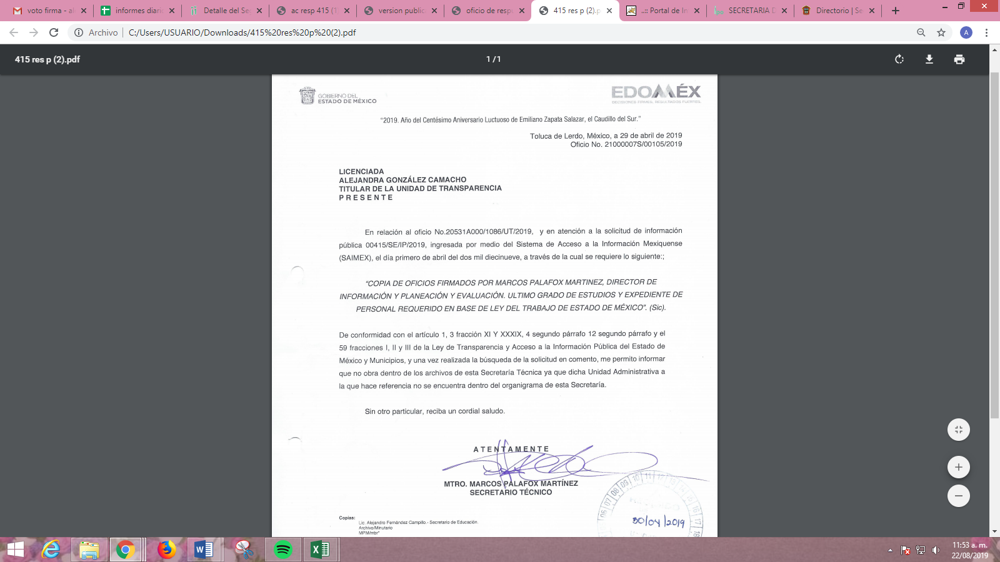 voto firma - al
informes diario
Detalle del Se
ac resp 415 (1)
version public
oficio de respu
415 res p (2).p
..:: Portal de In
SECRETARIA D
Directorio | Se
Archivo
C:/Users/USUARIO/Downloads/415%20res%20p%20(2).pdf
A
415 res p (2).pdf
1 / 1
GOBIERNO DEL
ESTADO DE MÉXICO
EDOMÉX
DECISIONES FIRMES, RESULTADOS FUERTES.
"2019. Año del Centésimo Aniversario Luctuoso de Emiliano Zapata Salazar, el Caudillo del Sur."
Toluca de Lerdo, México, a 29 de abril de 2019
Oficio No. 21000007S/00105/2019
LICENCIADA
ALEJANDRA GONZÁLEZ CAMACHO
TITULAR DE LA UNIDAD DE TRANSPARENCIA
P R E S E N T E
En relación al oficio No.20531A000/1086/UT/2019, y en atención a la solicitud de información
pública 00415/SE/IP/2019, ingresada por medio del Sistema de Acceso a la Información Mexiquense
(SAIMEX), el día primero de abril del dos mil diecinueve, a través de la cual se requiere lo siguiente:;
"COPIA DE OFICIOS FIRMADOS POR MARCOS PALAFOX MARTINEZ, DIRECTOR DE
INFORMACIÓN Y PLANEACIÓN Y EVALUACIÓN. ULTIMO GRADO DE ESTUDIOS Y EXPEDIENTE DE
PERSONAL REQUERIDO EN BASE DE LEY DEL TRABAJO DE ESTADO DE MÉXICO". (Sic).
De conformidad con el artículo 1, 3 fracción XI Y XXXIX, 4 segundo párrafo 12 segundo párrafo y el
59 fracciones I, II y III de la Ley de Transparencia y Acceso a la Información Pública del Estado de
México y Municipios, y una vez realizada la búsqueda de la solicitud en comento, me permito informar
que no obra dentro de los archivos de esta Secretaría Técnica ya que dicha Unidad Administrativa a
la que hace referencia no se encuentra dentro del organigrama de esta Secretaría.
Sin otro particular, reciba un cordial saludo.
A T E N T A M E N T E
MTRO. MARCOS PALAFOX MARTÍNEZ
SECRETARIO TÉCNICO
06 07 08 09 10 11 12 16 17 18
30/04/2019
Copias:
Lic. Alejandro Fernández Campillo.- Secretario de Educación.
Archivo/Minutario
MPM/mbr*
11:53 a. m.
22/08/2019